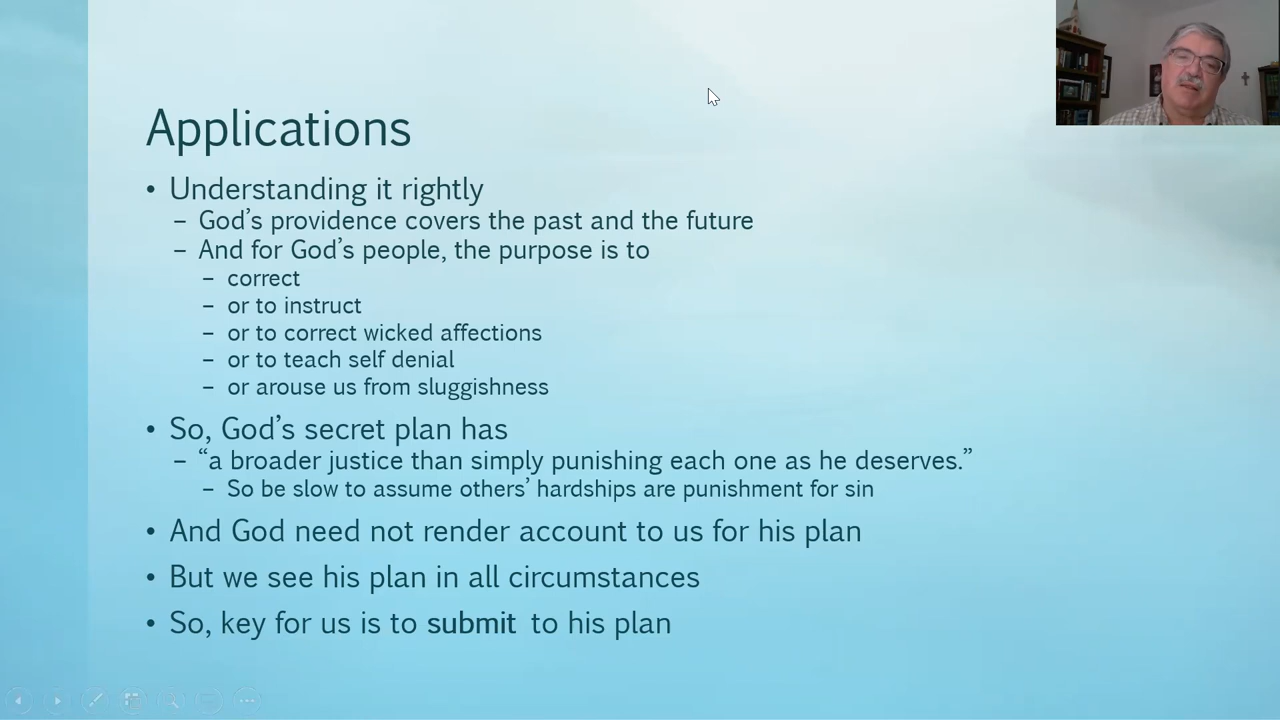 Applications
• Understanding it rightly
– God’s providence covers the past and the future
– And for God’s people, the purpose is to
– correct
– or to instruct
– or to correct wicked affections
– or to teach self denial
– or arouse us from sluggishness
• So, God’s secret plan has
– “a broader justice than simply punishing each one as he deserves.”
– So be slow to assume others’ hardships are punishment for sin
• And God need not render account to us for his plan
• But we see his plan in all circumstances
• So, key for us is to submit to his plan